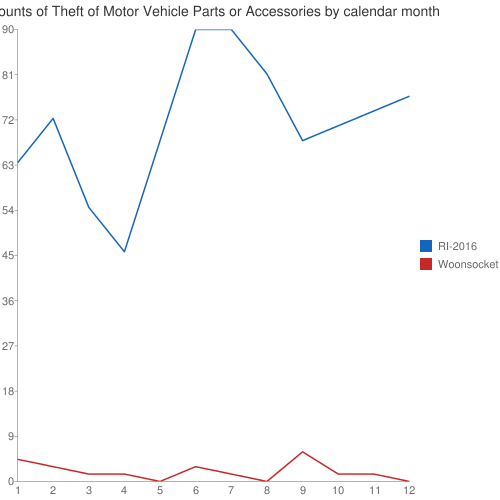 ounts of Theft of Motor Vehicle Parts or Accessories by calendar month
90
81
72
63
54
45
36
27
18
9
0
1 2 3 4 5 6 7 8 9 10 11 12
RI-2016
Woonsocket